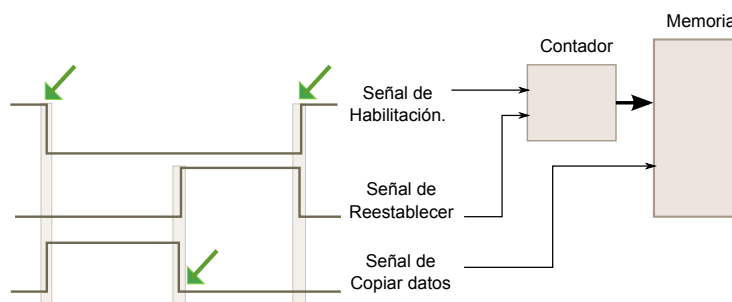 Memoria
Contador
Señal de
Habilitación.
Señal de
Reestablecer
Señal de
Copiar datos